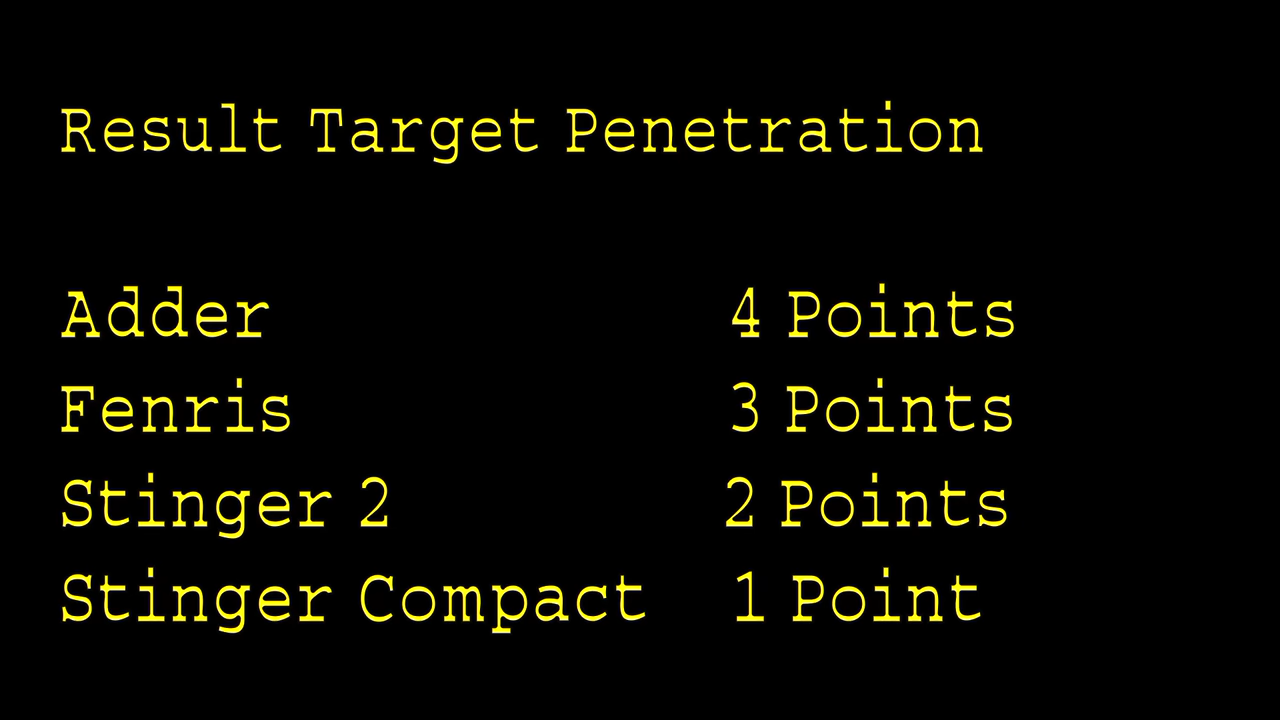 Result Target Penetration
Adder 4 Points
Fenris 3 Points
Stinger 2 2 Points
Stinger Compact 1 Point